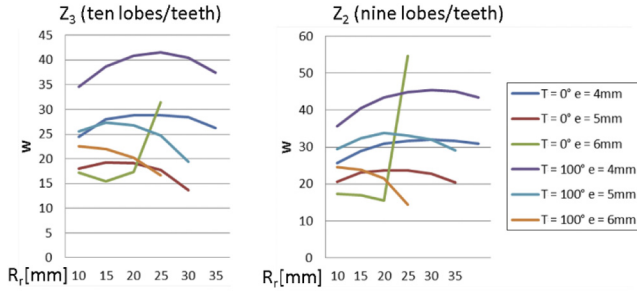 Z3 (ten lobes/teeth)
w
45
40
35
30
25
20
15
10
5
0
Rr[mm] 10 15 20 25 30 35
Z2 (nine lobes/teeth)
w
60
50
40
30
20
10
0
Rr[mm] 10 15 20 25 30 35
T = 0° e = 4mm
T = 0° e = 5mm
T = 0° e = 6mm
T = 100° e = 4mm
T = 100° e = 5mm
T = 100° e = 6mm